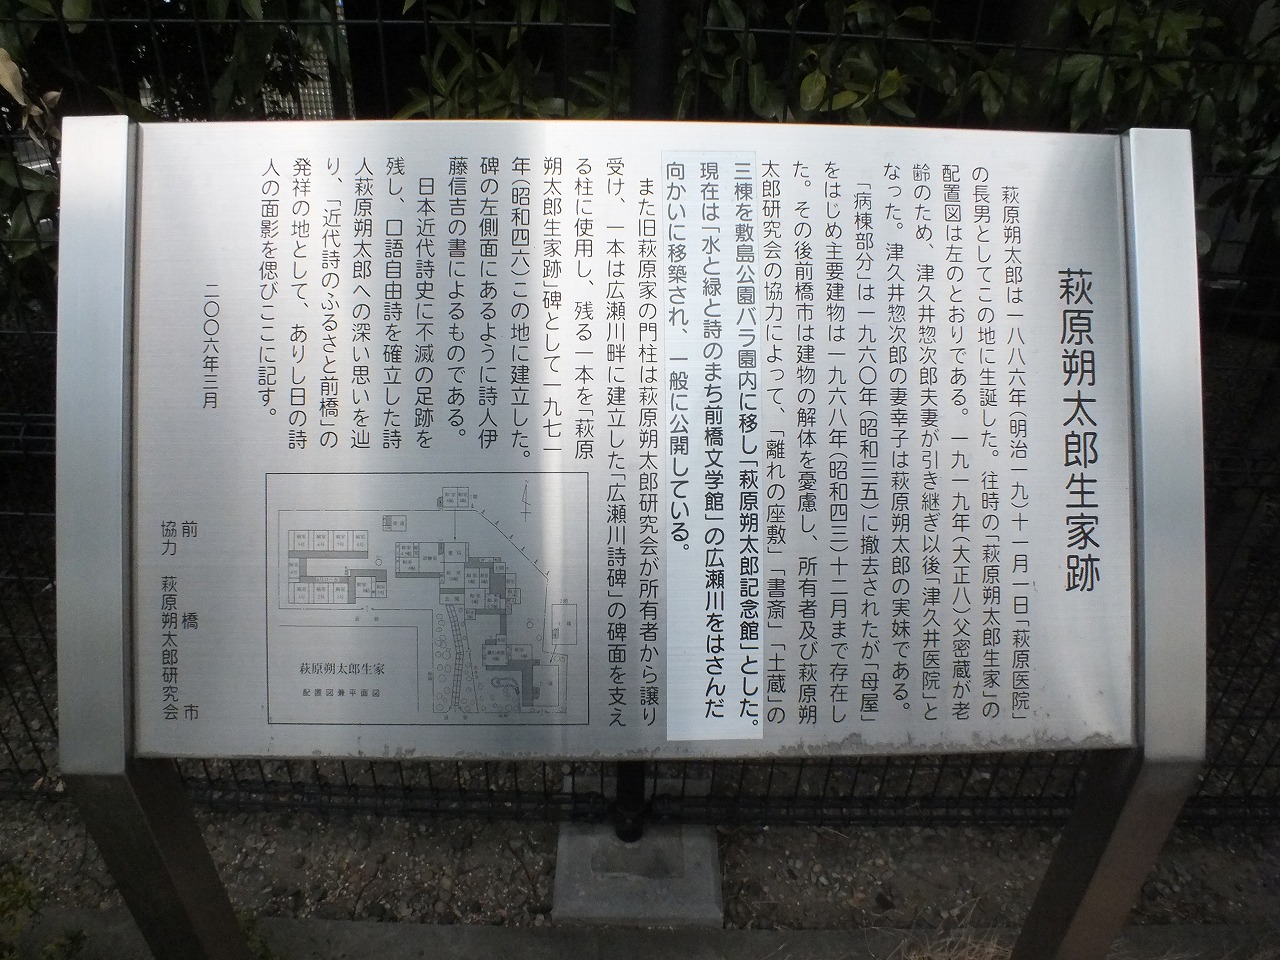 萩原朔太郎生家跡
萩原朔太郎は一八八六年(明治一九)十一月一日「萩原医院」
の長男としてこの地に生誕した。往時の「萩原朔太郎生家」の
配置図は左のとおりである。一九一九年(大正八)父密蔵が老
齢のため、津久井惣次郎夫妻が引き継ぎ以後「津久井医院」と
なった。津久井惣次郎の妻幸子は萩原朔太郎の実妹である。
「病棟部分」は一九六〇年(昭和三五)に撤去されたが「母屋」
をはじめ主要建物は一九六八年(昭和四三)十二月まで存在し
た。その後前橋市は建物の解体を憂慮し、所有者及び萩原朔
太郎研究会の協力によって、「離れの座敷」「書斎」「土蔵」の
三棟を敷島公園バラ園内に移し「萩原朔太郎記念館」とした。
現在は「水と緑と詩のまち前橋文学館」の広瀬川をはさんだ
向かいに移築され、一般に公開している。
また旧萩原家の門柱は萩原朔太郎研究会が所有者から譲り
受け、一本は広瀬川畔に建立した「広瀬川詩碑」の碑面を支え
る柱に使用し、残る一本を「萩原
朔太郎生家跡」碑として一九七一
年(昭和四六)この地に建立した。
碑の左側面にあるように詩人伊
藤信吉の書によるものである。
日本近代詩史に不滅の足跡を
残し、口語自由詩を確立した詩
人萩原朔太郎への深い思いを辿
り、「近代詩のふるさと前橋」の
発祥の地として、ありし日の詩
人の面影を偲びここに記す。
二〇〇六年三月
前橋市
協力 萩原朔太郎研究会
萩原朔太郎生家
配置図兼平面図